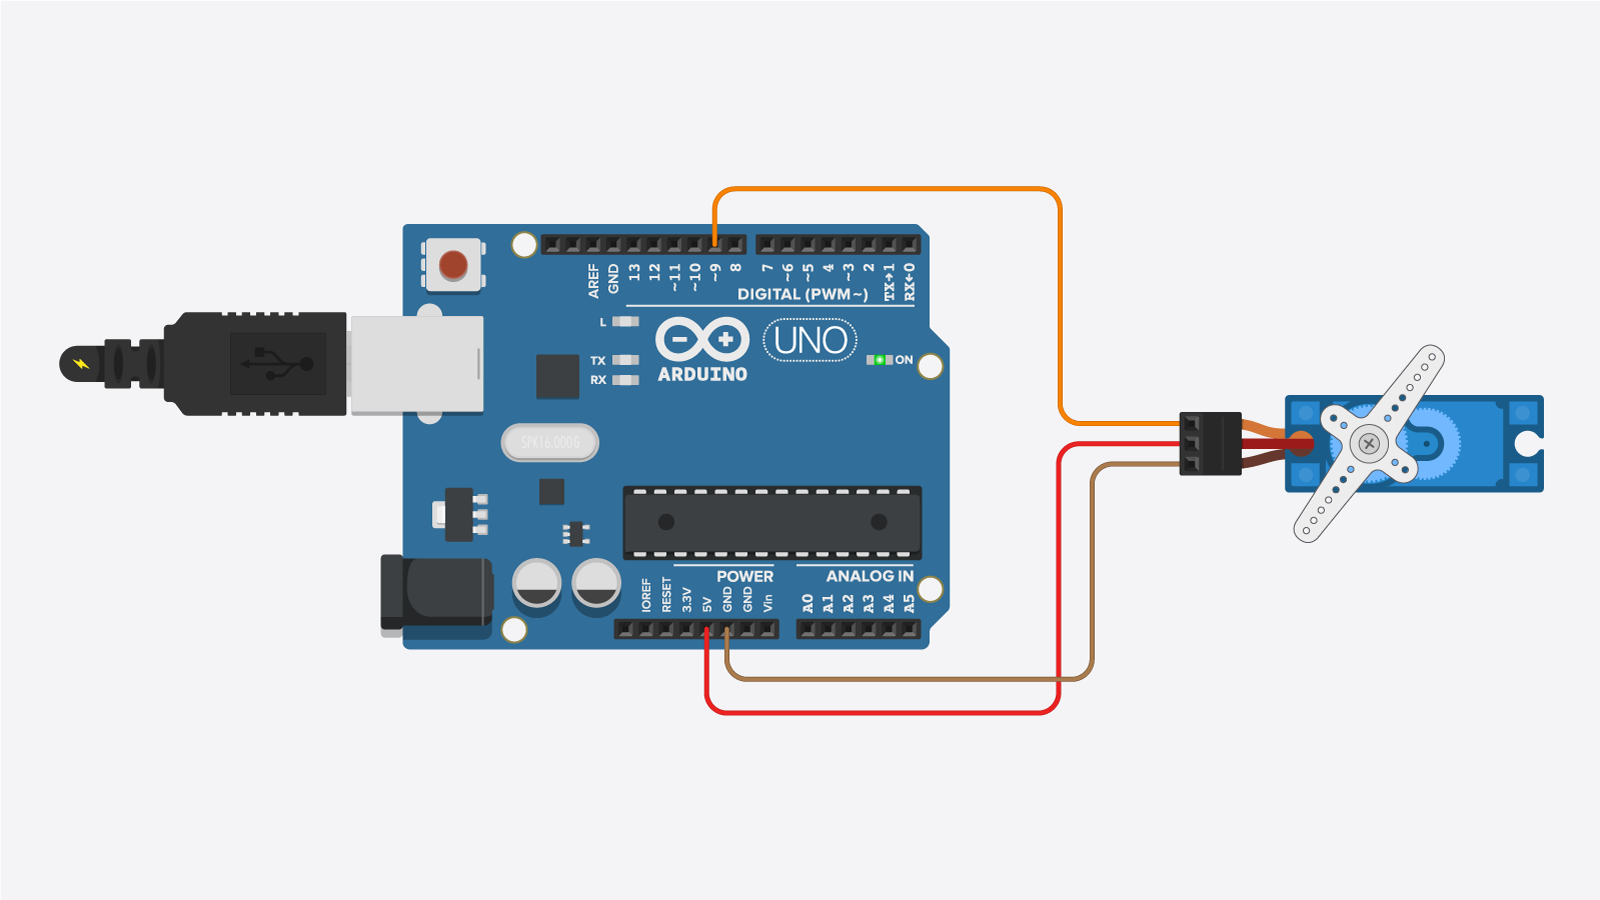 AREF
GND
13
12
~11
~10
~9
8
7
~6
~5
4
~3
2
TX→1
RX←0
DIGITAL (PWM~)
L
TX
RX
ARDUINO
UNO
ON
SPK16.000G
POWER
ANALOG IN
IOREF
RESET
3.3V
5V
GND
GND
Vin
A0
A1
A2
A3
A4
A5